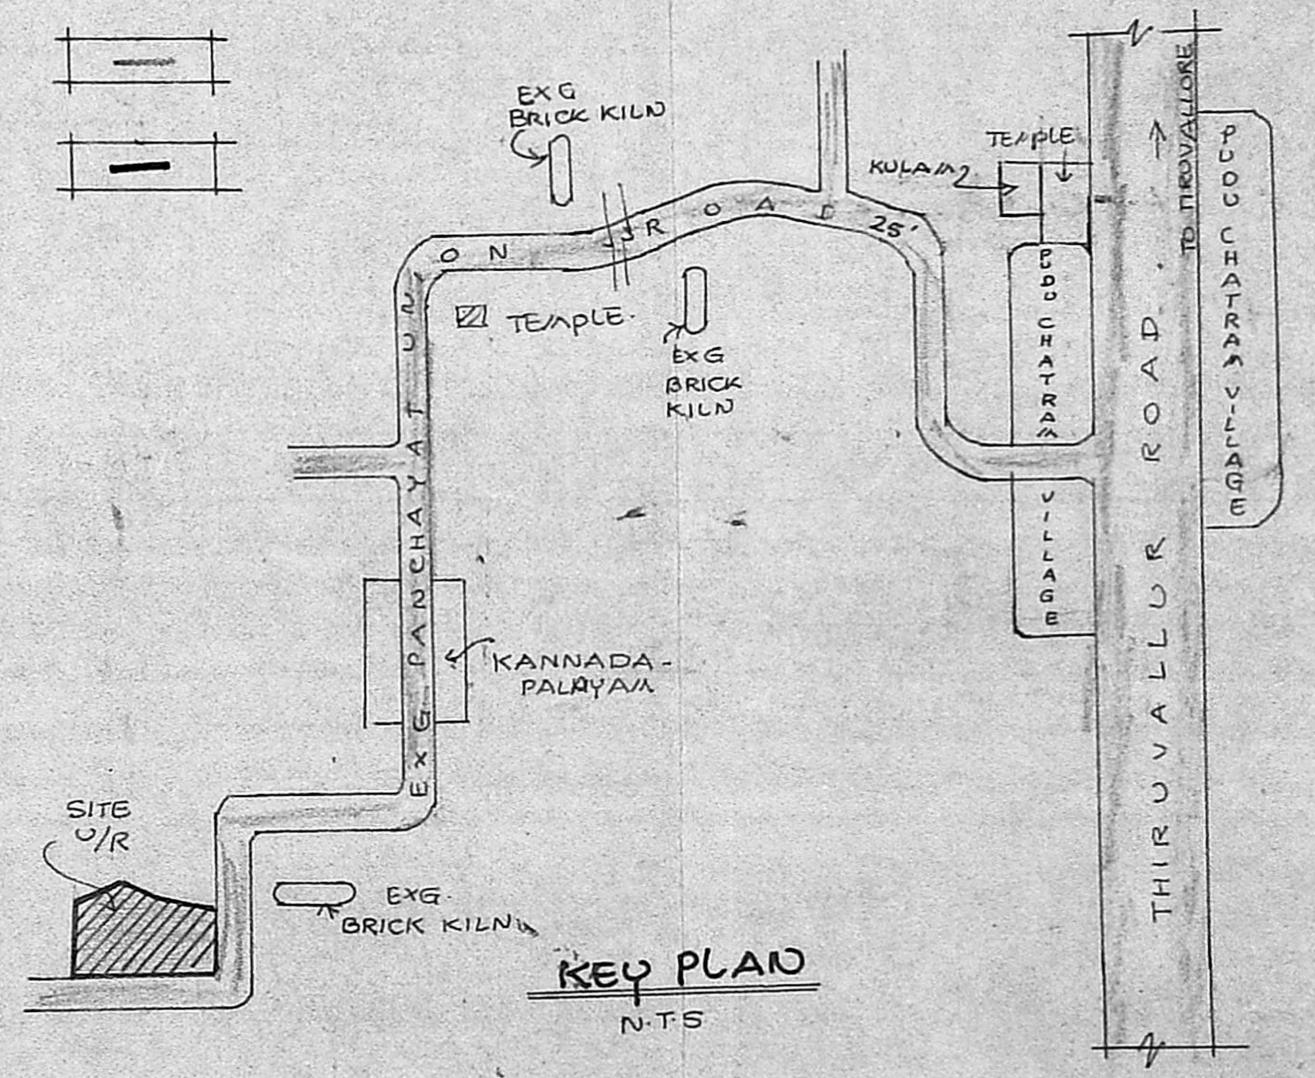 EXG
BRICK KILN
TEMPLE
KULAM
TO TIRUVALLORE
PUDU CHATRAM VILLAGE
EXG PANCHAYAT UNION ROAD 25'
TEMPLE.
EXG
BRICK
KILN
PUDU CHATRAM VILLAGE
THIRUVALLUR ROAD.
KANNADA-
PALAYAM
SITE
U/R
EXG.
BRICK KILN
KEY PLAN
N.T.S